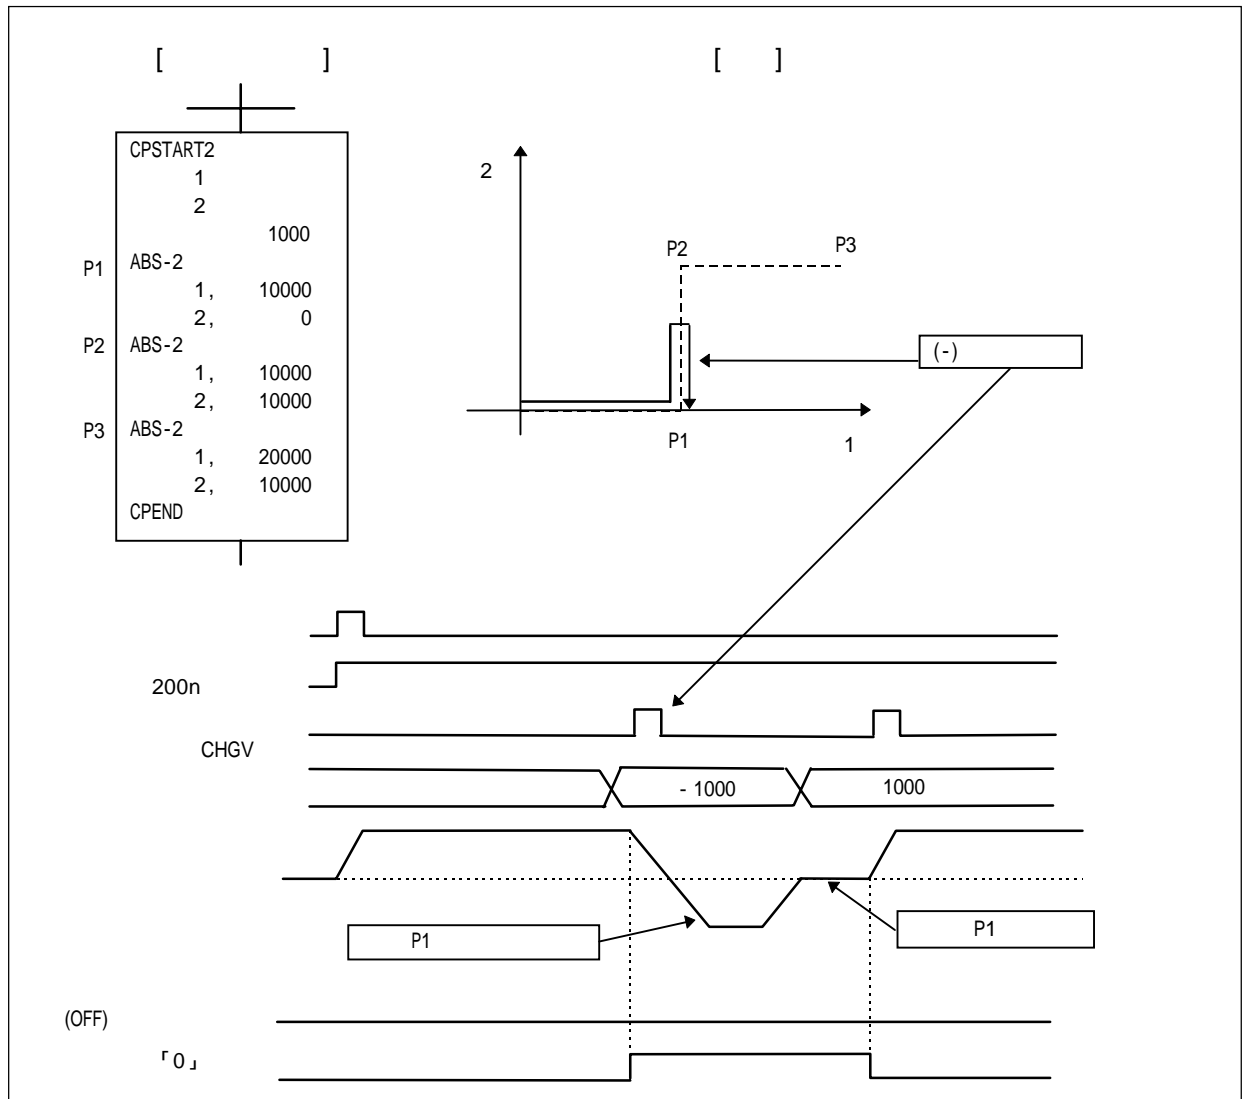 [ ]
[ ]
CPSTART2
1
2
1000
P1 ABS-2
1, 10000
2, 0
P2 ABS-2
1, 10000
2, 10000
P3 ABS-2
1, 20000
2, 10000
CPEND
2
P2
P3
(-)
P1
1
200n
CHGV
- 1000
1000
P1
P1
(OFF)
「0」